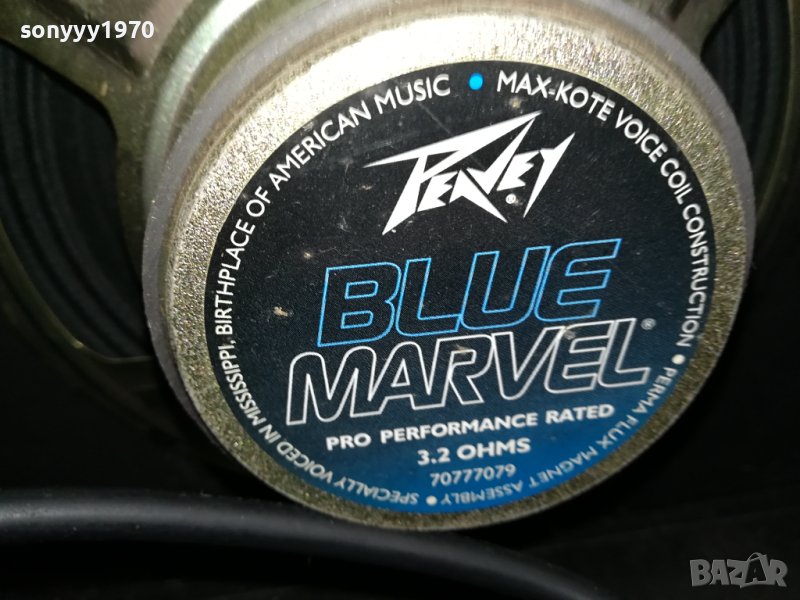 sonyyy1970
SPECIALLY VOICED IN MISSISSIPPI, BIRTHPLACE OF AMERICAN MUSIC • MAX-KOTE VOICE COIL CONSTRUCTION • PERMA FLUX MAGNET ASSEMBLY •
PEAVEY®
BLUE
MARVEL®
PRO PERFORMANCE RATED
3.2 OHMS
70777079
BAZAR